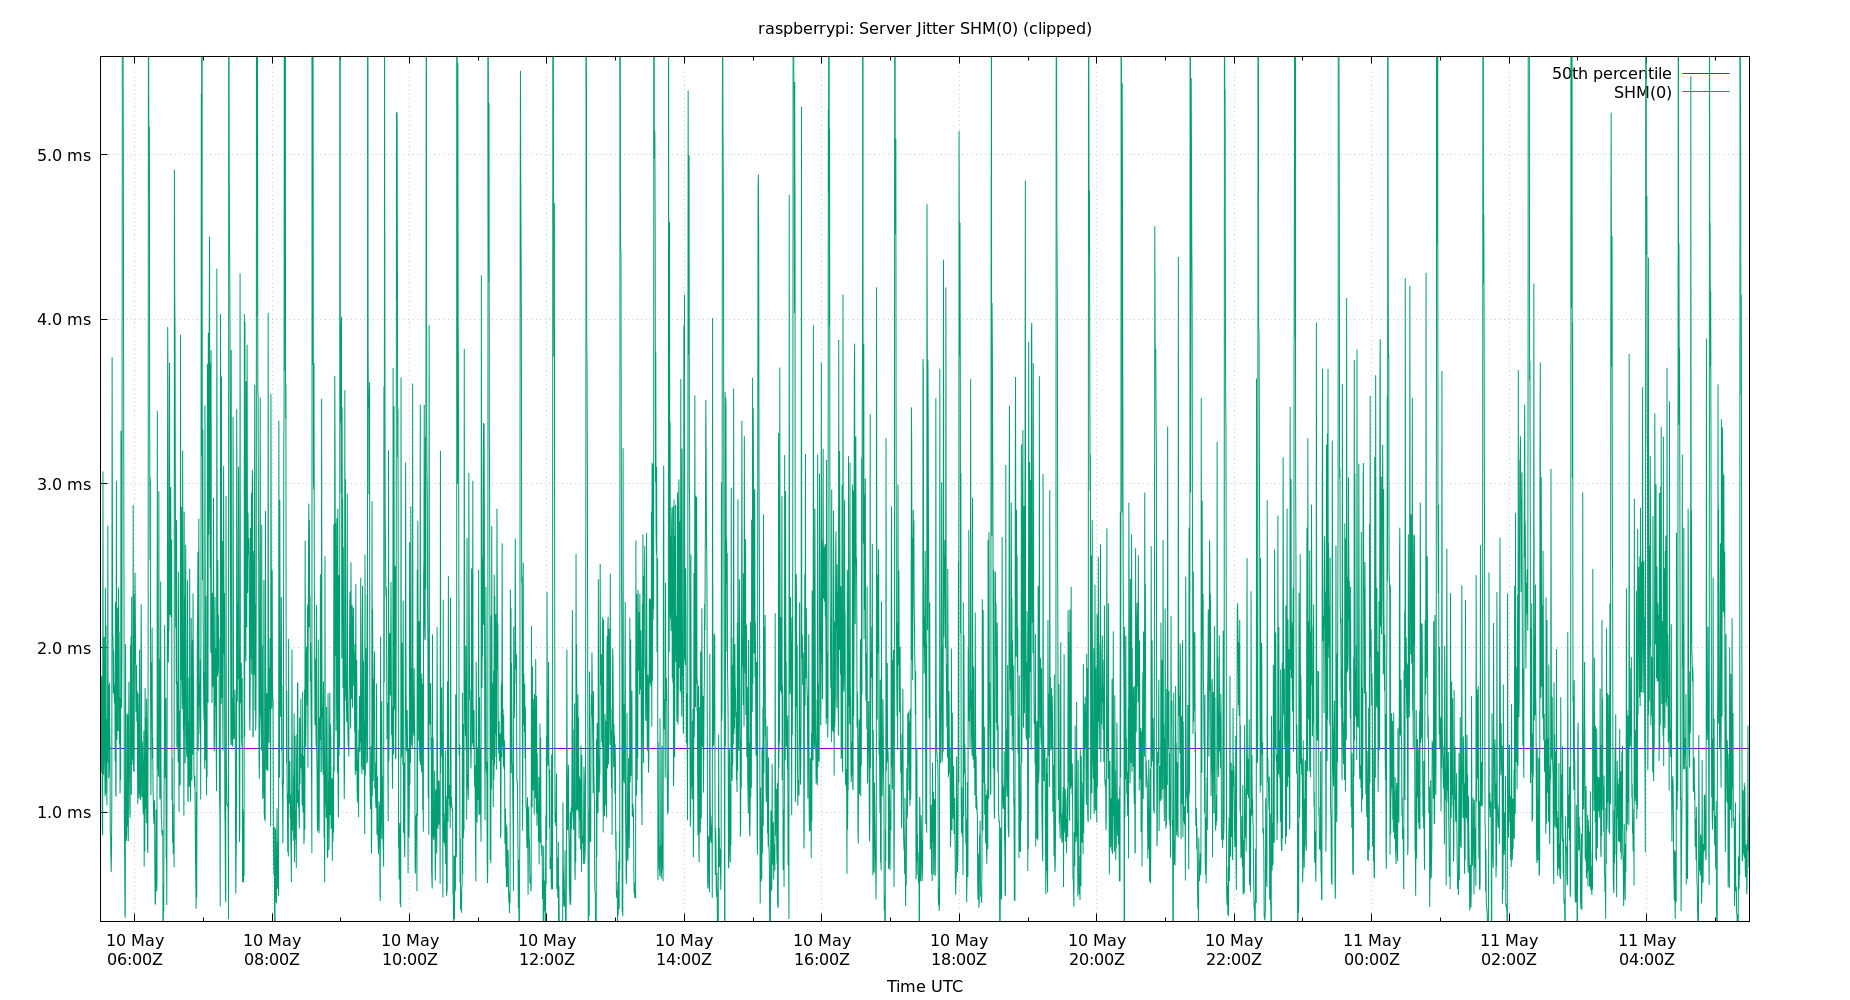 raspberrypi: Server Jitter SHM(0) (clipped)
50th percentile
SHM(0)
5.0 ms
4.0 ms
3.0 ms
2.0 ms
1.0 ms
10 May 10 May 10 May 10 May 10 May 10 May 10 May 10 May 10 May 11 May 11 May 11 May
06:00Z 08:00Z 10:00Z 12:00Z 14:00Z 16:00Z 18:00Z 20:00Z 22:00Z 00:00Z 02:00Z 04:00Z
Time UTC